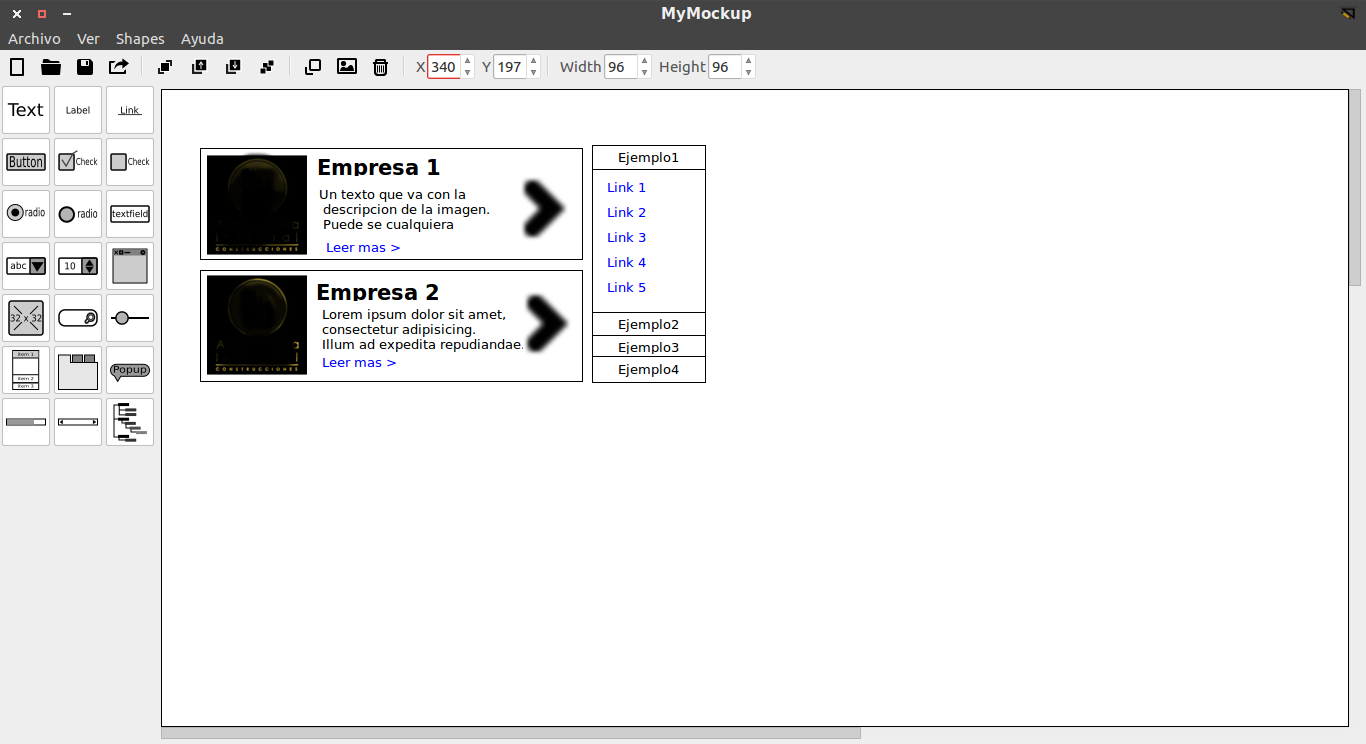 MyMockup
Archivo Ver Shapes Ayuda
X 340 Y 197 Width 96 Height 96
Text Label Link
Button Check Check
radio radio textfield
abc 10
32 x 32
Item 1
Item 2
Item 3
Popup
Empresa 1
Un texto que va con la
descripcion de la imagen.
Puede se cualquiera
Leer mas >
CONSTRUCCIONES
Empresa 2
Lorem ipsum dolor sit amet,
consectetur adipisicing.
Illum ad expedita repudiandae.
Leer mas >
CONSTRUCCIONES
Ejemplo1
Link 1
Link 2
Link 3
Link 4
Link 5
Ejemplo2
Ejemplo3
Ejemplo4